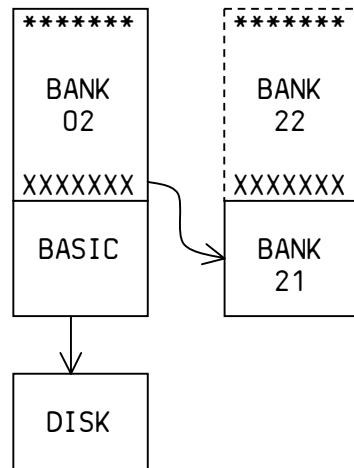 *******
BANK
02
XXXXXXX
BASIC
DISK
*******
BANK
22
XXXXXXX
BANK
21